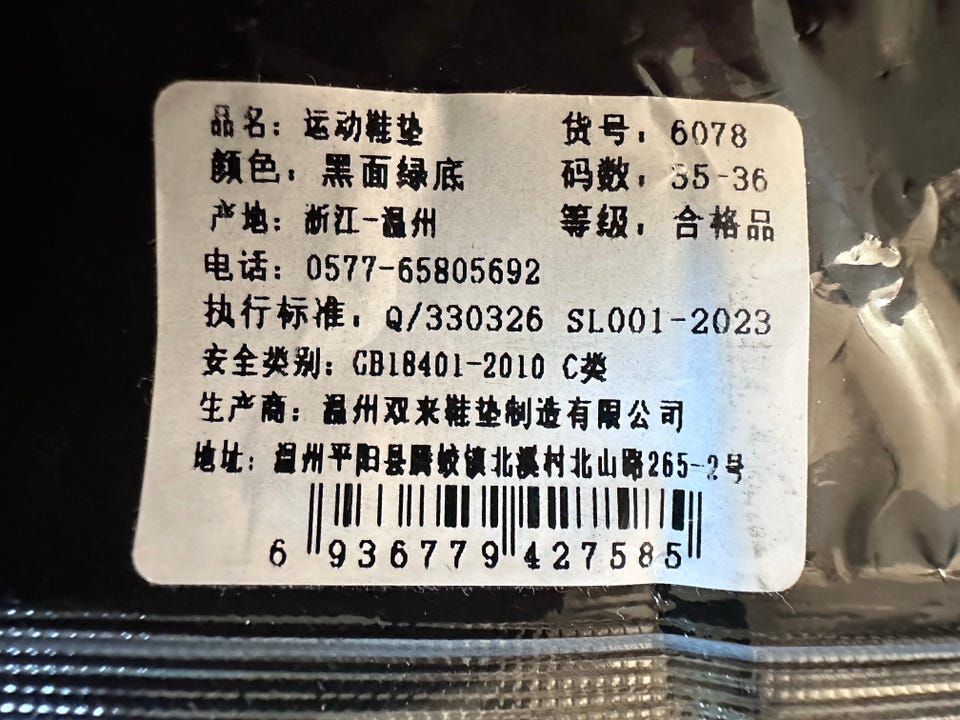 品名：运动鞋垫 货号：6078
颜色：黑面绿底 码数：35-36
产地：浙江-温州 等级：合格品
电话：0577-65805692
执行标准：Q/330326 SL001-2023
安全类别：GB18401-2010 C类
生产商：温州双来鞋垫制造有限公司
地址：温州平阳县腾蛟镇北溪村北山路265-2号
6 936779 427585